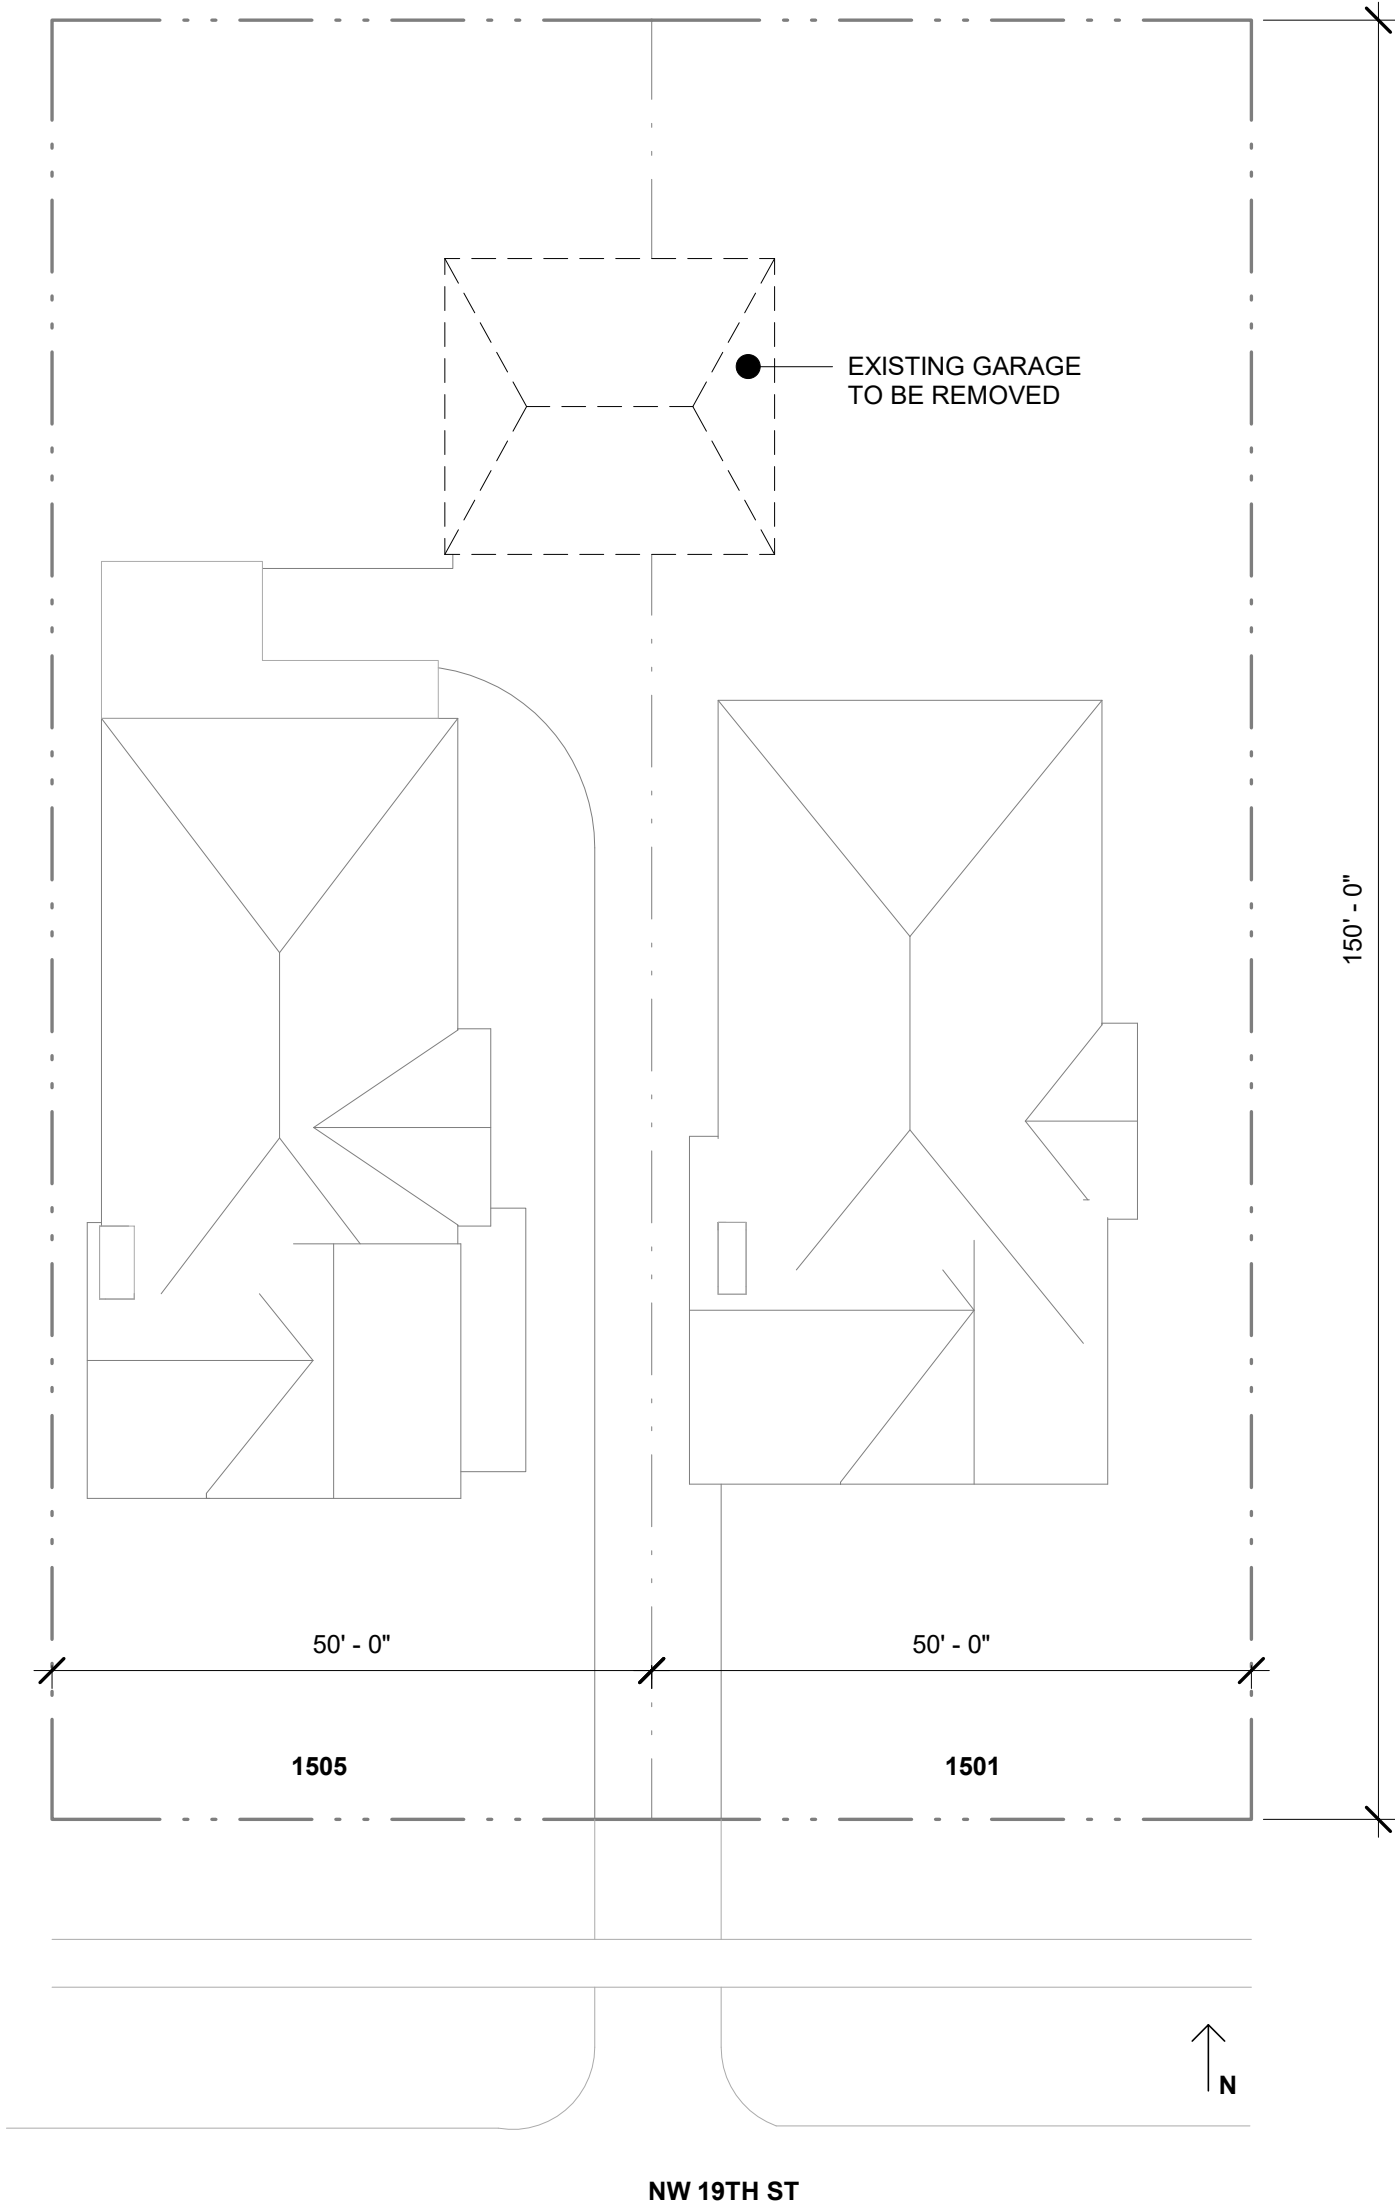 EXISTING GARAGE
TO BE REMOVED
150' - 0"
50' - 0"
50' - 0"
1505
1501
N
NW 19TH ST